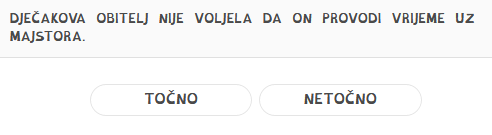 DJEČAKOVA OBITELJ NIJE VOLJELA DA ON PROVODI VRIJEME UZ
MAJSTORA.
TOČNO
NETOČNO